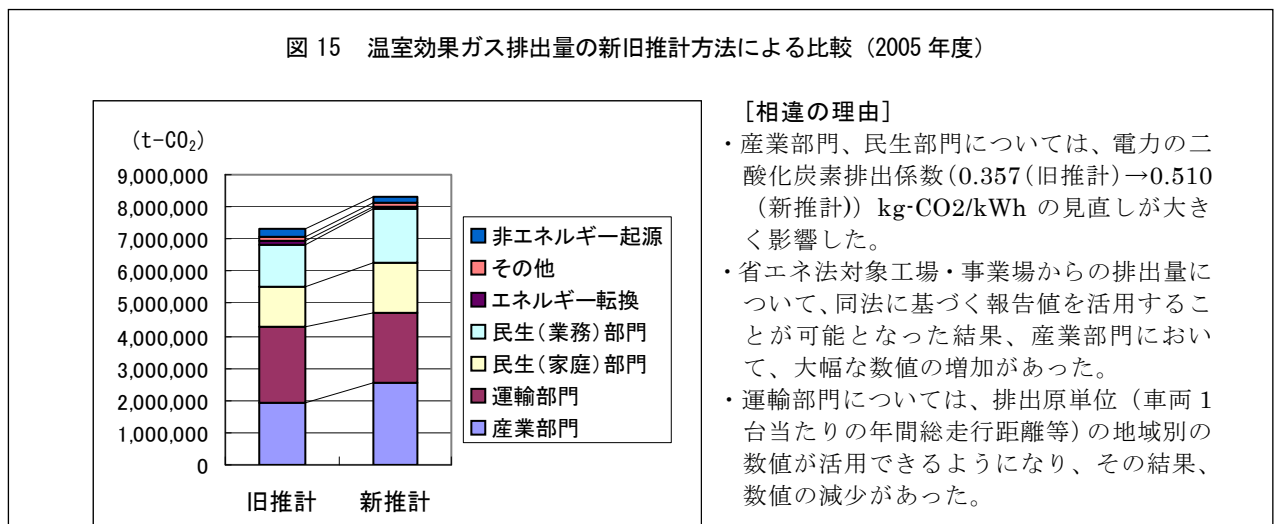 図 15　温室効果ガス排出量の新旧推計方法による比較（2005 年度）
(t-CO₂)
9,000,000
8,000,000
7,000,000
6,000,000
5,000,000
4,000,000
3,000,000
2,000,000
1,000,000
0
旧推計　新推計
非エネルギー起源
その他
エネルギー転換
民生(業務)部門
民生(家庭)部門
運輸部門
産業部門
［相違の理由］
・産業部門、民生部門については、電力の二
酸化炭素排出係数(0.357(旧推計)→0.510
（新推計)）kg-CO2/kWh の見直しが大き
く影響した。
・省エネ法対象工場・事業場からの排出量に
ついて、同法に基づく報告値を活用するこ
とが可能となった結果、産業部門におい
て、大幅な数値の増加があった。
・運輸部門については、排出原単位（車両 1
台当たりの年間総走行距離等）の地域別の
数値が活用できるようになり、その結果、
数値の減少があった。